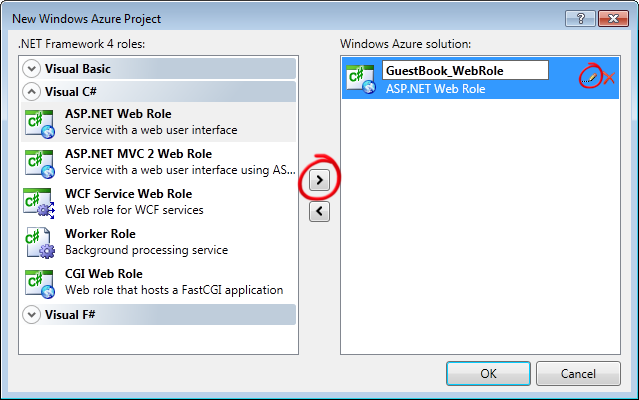 New Windows Azure Project
.NET Framework 4 roles:
Visual Basic
Visual C#
ASP.NET Web Role
Service with a web user interface
ASP.NET MVC 2 Web Role
Service with a web user interface using AS...
WCF Service Web Role
Web role for WCF services
Worker Role
Background processing service
CGI Web Role
Web role that hosts a FastCGI application
Visual F#
Windows Azure solution:
GuestBook_WebRole
ASP.NET Web Role
OK
Cancel